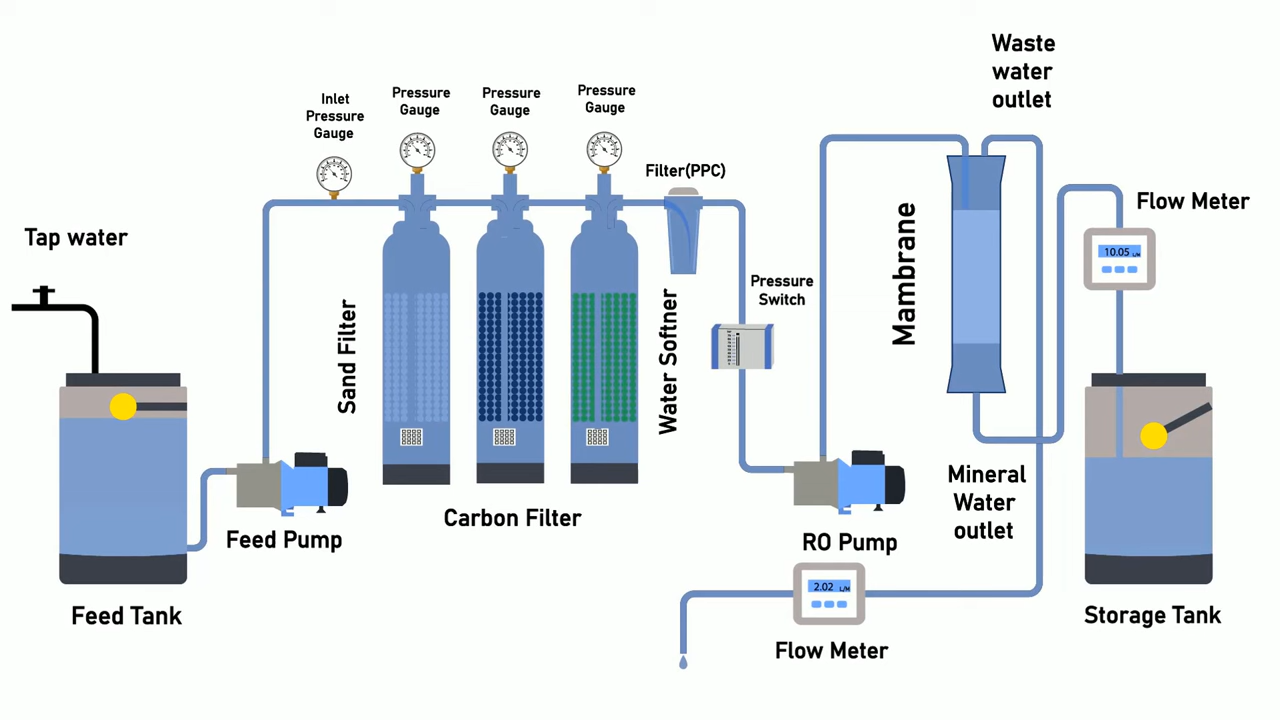 Waste
water
outlet
Inlet
Pressure
Gauge
Pressure
Gauge
Pressure
Gauge
Pressure
Gauge
Filter(PPC)
Flow Meter
Tap water
10.05 L/M
Pressure
Switch
Mambrane
Sand Filter
Water Softner
Mineral
Water
outlet
Carbon Filter
Feed Pump
RO Pump
2.02 L/M
Feed Tank
Storage Tank
Flow Meter